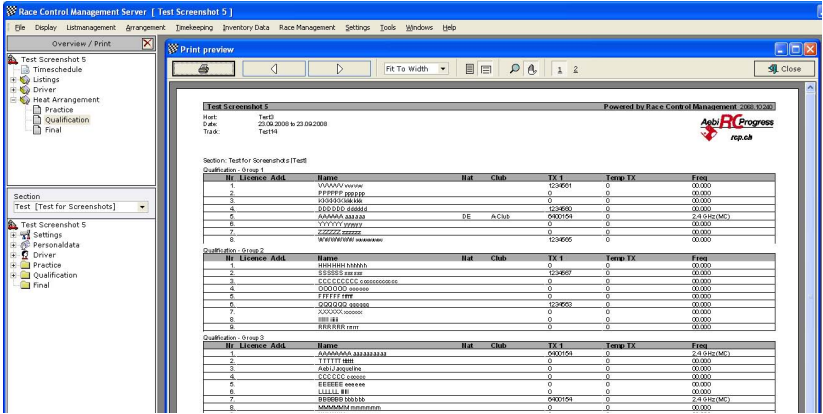 Race Control Management Server [ Test Screenshot 5 ]
File Display Listmanagement Arrangement Timekeeping Inventory Data Race Management Settings Tools Windows Help
Overview / Print
Test Screenshot 5
Timeschedule
Listings
Driver
Heat Arrangement
Practice
Qualification
Final
Section
Test [Test for Screenshots]
Test Screenshot 5
Settings
Personaldata
Driver
Practice
Qualification
Final
Print preview
Fit To Width 1 2 Close
Test Screenshot 5 Powered by Race Control Management 2008.10240
Host: Test3
Date: 23.09.2008 to 23.09.2008
Track: Test14
Aebi RC Progress
rcp.ch
Section: Test for Screenshots [Test]
Qualification - Group 1
Nr Licence Add. Name Nat Club TX 1 Temp TX Freq
1. VVVVVV vvvvvv 1234561 0 00.000
2. PPPPPP pppppp 0 0 00.000
3. 0 0 00.000
4. DDDDDD dddddd 1234560 0 00.000
5. AAAAAA aaaaaa DE A-Club 6400154 0 2.4 GHz (MC)
6. YYYYYY yyyyyy 0 0 00.000
7. ZZZZZZ zzzzzz 0 0 00.000
8. 1234565 0 00.000
Qualification - Group 2
Nr Licence Add. Name Nat Club TX 1 Temp TX Freq
1. HHHHHH hhhhhh 0 0 00.000
2. SSSSSS ssssss 1234567 0 00.000
3. 0 0 00.000
4. OOOOOO oooooo 0 0 00.000
5. FFFFFF ffffff 0 0 00.000
6. QQQQQQ qqqqqq 1234563 0 00.000
7. XXXXXX xxxxxx 0 0 00.000
8. 0 0 00.000
9. RRRRRR rrrrrr 0 0 00.000
Qualification - Group 3
Nr Licence Add. Name Nat Club TX 1 Temp TX Freq
1. 6400154 0 2.4 GHz (MC)
2. TTTTTT tttttt 0 0 00.000
3. Aebi Jacqueline 0 0 00.000
4. CCCCCC cccccc 0 0 00.000
5. EEEEEE eeeeee 0 0 00.000
6. LLLLLL llllll 0 0 00.000
7. BBBBBB bbbbbb 6400154 0 2.4 GHz (MC)
8. 0 0 00.000